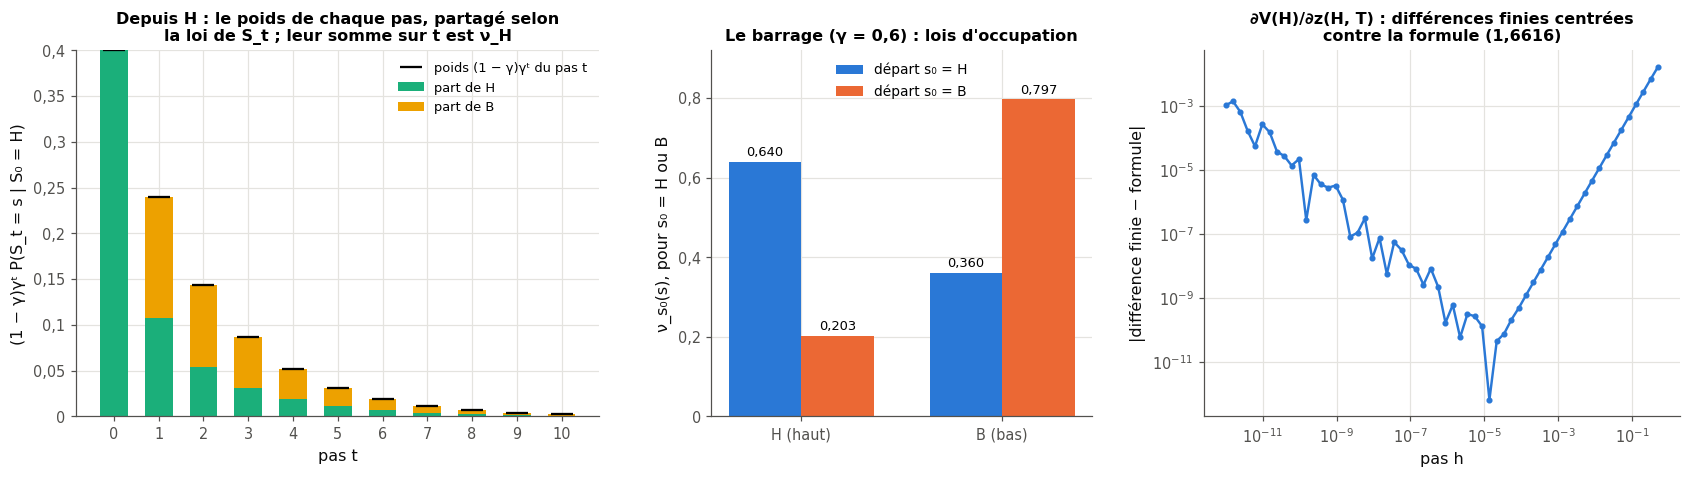 Depuis H : le poids de chaque pas, partagé selon
la loi de S_t ; leur somme sur t est ν_H
(1 − γ)γᵗ P(S_t = s | S₀ = H)
0,4
0,35
0,3
0,25
0,2
0,15
0,1
0,05
0
poids (1 − γ)γᵗ du pas t
part de H
part de B
0 1 2 3 4 5 6 7 8 9 10
pas t
Le barrage (γ = 0,6) : lois d'occupation
ν_s₀(s), pour s₀ = H ou B
0,8
0,6
0,4
0,2
0
départ s₀ = H
départ s₀ = B
0,640
0,203
0,360
0,797
H (haut) B (bas)
∂V(H)/∂z(H, T) : différences finies centrées
contre la formule (1,6616)
|différence finie − formule|
10⁻³
10⁻⁵
10⁻⁷
10⁻⁹
10⁻¹¹
10⁻¹¹ 10⁻⁹ 10⁻⁷ 10⁻⁵ 10⁻³ 10⁻¹
pas h